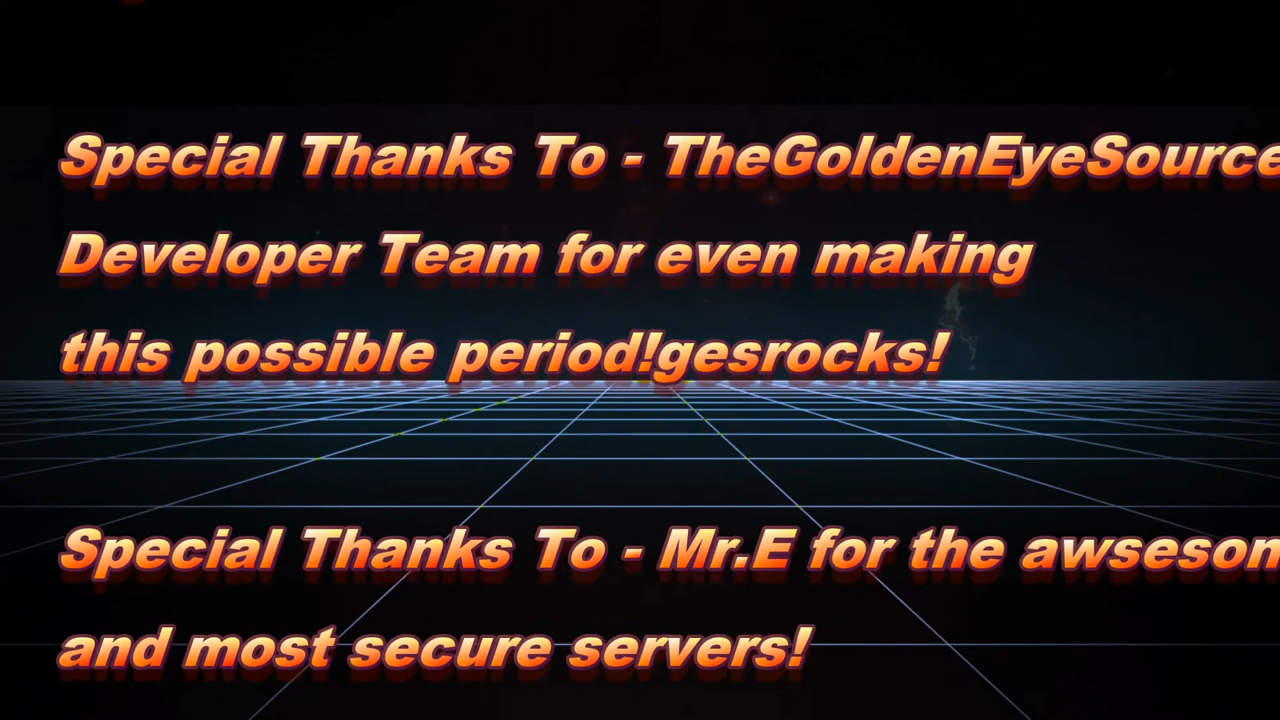 Special Thanks To - TheGoldenEyeSource
Developer Team for even making
this possible period!gesrocks!
Special Thanks To - Mr.E for the awseson
and most secure servers!